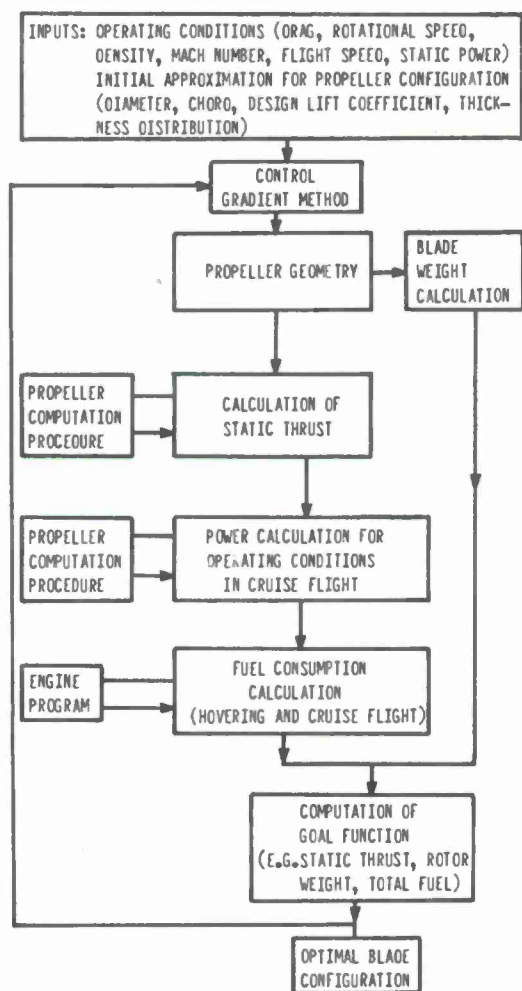 INPUTS: OPERATING CONDITIONS (ORAG, ROTATIONAL SPEED,
OENSITY, MACH NUMBER, FLIGHT SPEED, STATIC POWER)
INITIAL APPROXIMATION FOR PROPELLER CONFIGURATION
(OIAMETER, CHORO, DESIGN LIFT COEFFICIENT, THICK-
NESS DISTRIBUTION)
CONTROL
GRADIENT METHOD
PROPELLER GEOMETRY
BLADE
WEIGHT
CALCULATION
PROPELLER
COMPUTATION
PROCEOURE
CALCULATION OF
STATIC THRUST
PROPELLER
COMPUTATION
PROCEDURE
POWER CALCULATION FOR
OPERATING CONDITIONS
IN CRUISE FLIGHT
ENGINE
PROGRAM
FUEL CONSUMPTION
CALCULATION
(HOVERING AND CRUISE FLIGHT)
COMPUTATION OF
GOAL FUNCTION
(E.G.STATIC THRUST, ROTOR
WEIGHT, TOTAL FUEL)
OPTIMAL BLAOE
CONFIGURATION